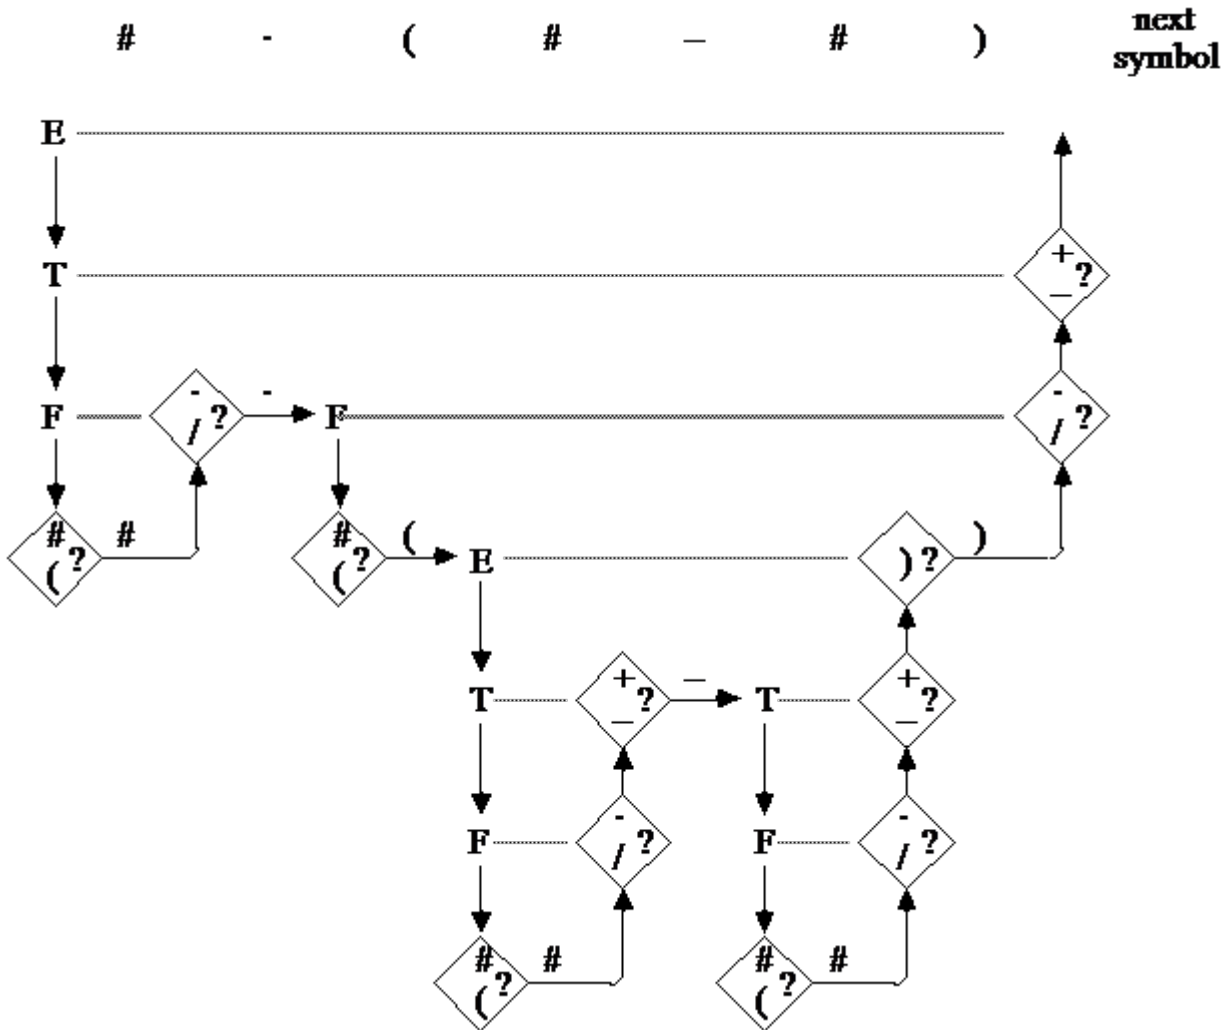 # - ( # – # ) next
symbol
E
+
– ?
T
- -
F / ? F / ?
# # # ( )
( ? ( ? E ) ?
+ – +
T – ? T – ?
- -
F / ? F / ?
# # # #
( ? ( ?